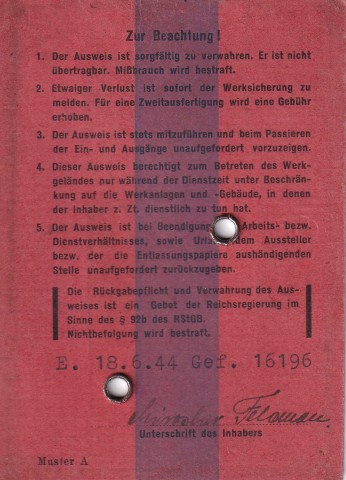 Zur Beachtung!
1. Der Ausweis ist sorgfältig zu verwahren. Er ist nicht
übertragbar. Mißbrauch wird bestraft.
2. Etwaiger Verlust ist sofort der Werksicherung zu
melden. Für eine Zweitausfertigung wird eine Gebühr
erhoben.
3. Der Ausweis ist stets mitzuführen und beim Passieren
der Ein- und Ausgänge unaufgefordert vorzuzeigen.
4. Dieser Ausweis berechtigt zum Betreten des Werk-
geländes nur während der Dienstzeit unter Beschrän-
kung auf die Werkanlagen und -Gebäude, in denen
der Inhaber z. Zt. dienstlich zu tun hat.
5. Der Ausweis ist bei Beendigung Arbeits- bzw.
Dienstverhältnisses, sowie dem Aussteller
bezw. der die Entlassungspapiere aushändigenden
Stelle unaufgefordert zurückzugeben.
Die Rückgabepflicht und Verwahrung des Aus-
weises ist ein Gebot der Reichsregierung im
Sinne des § 92b des RStGB.
Nichtbefolgung wird bestraft.
E. 18.6.44 Gef. 16196
Unterschrift des Inhabers
Muster A